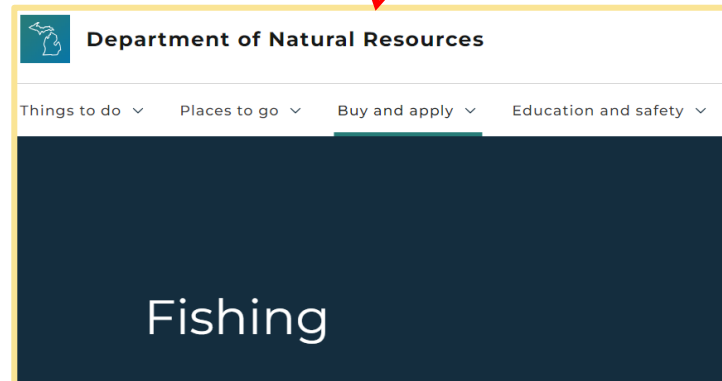 Department of Natural Resources
Things to do Places to go Buy and apply Education and safety
Fishing